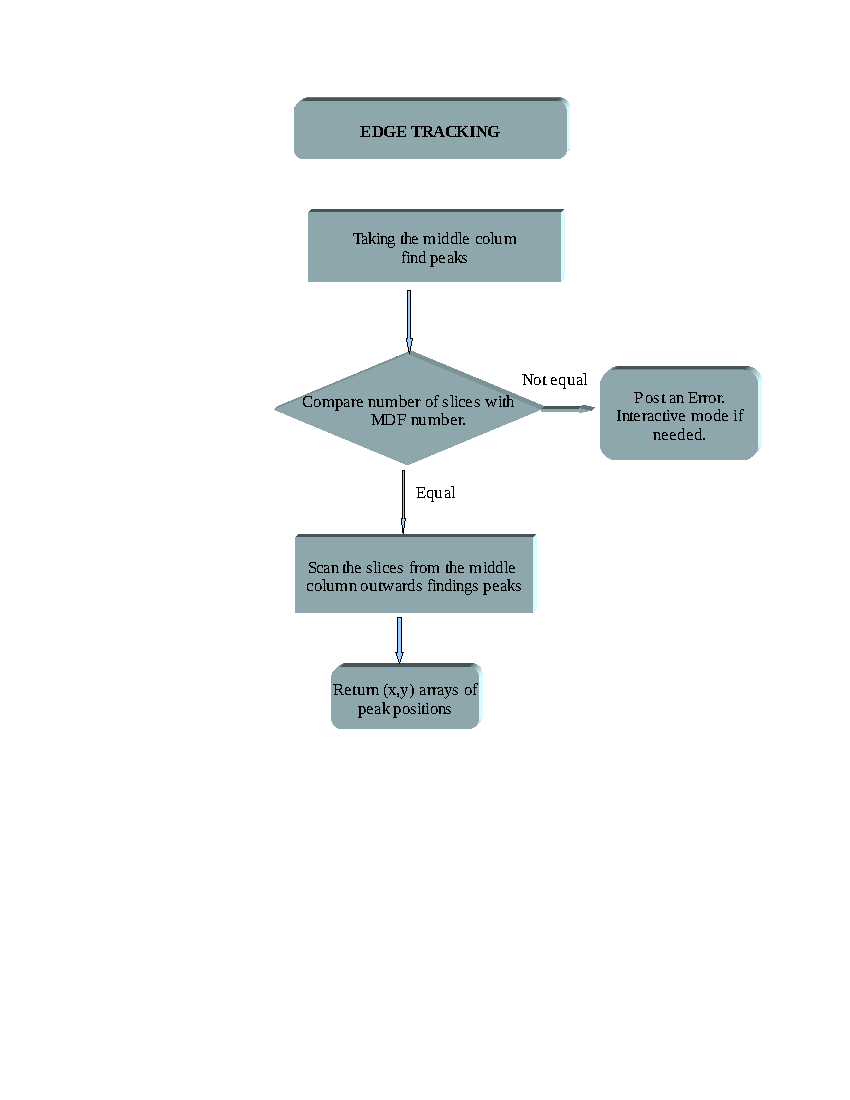 EDGE TRACKING
Taking the middle colum
find peaks
Not equal
Compare number of slices with
MDF number.
Post an Error.
Interactive mode if
needed.
Equal
Scan the slices from the middle
column outwards findings peaks
Return (x,y) arrays of
peak positions